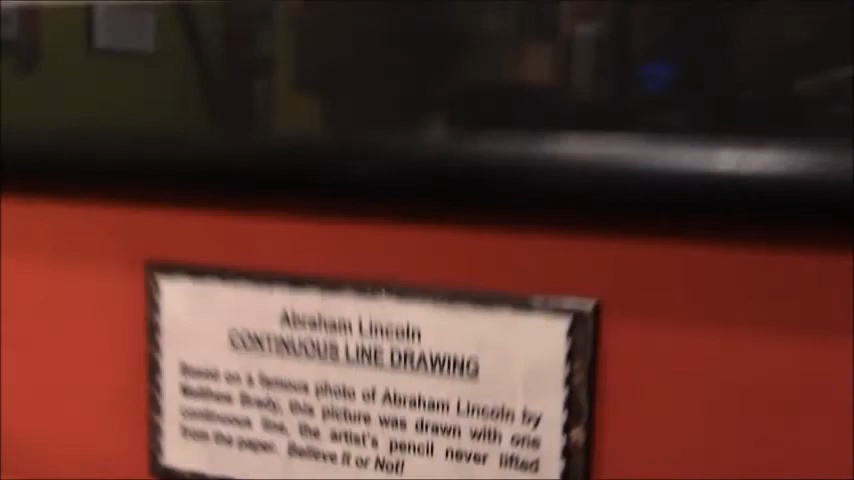 Abraham Lincoln
CONTINUOUS LINE DRAWING
Based on a famous photo of Abraham Lincoln by
Matthew Brady, this picture was drawn with one
continuous line, the artist's pencil never lifted
from the paper. Believe It or Not!